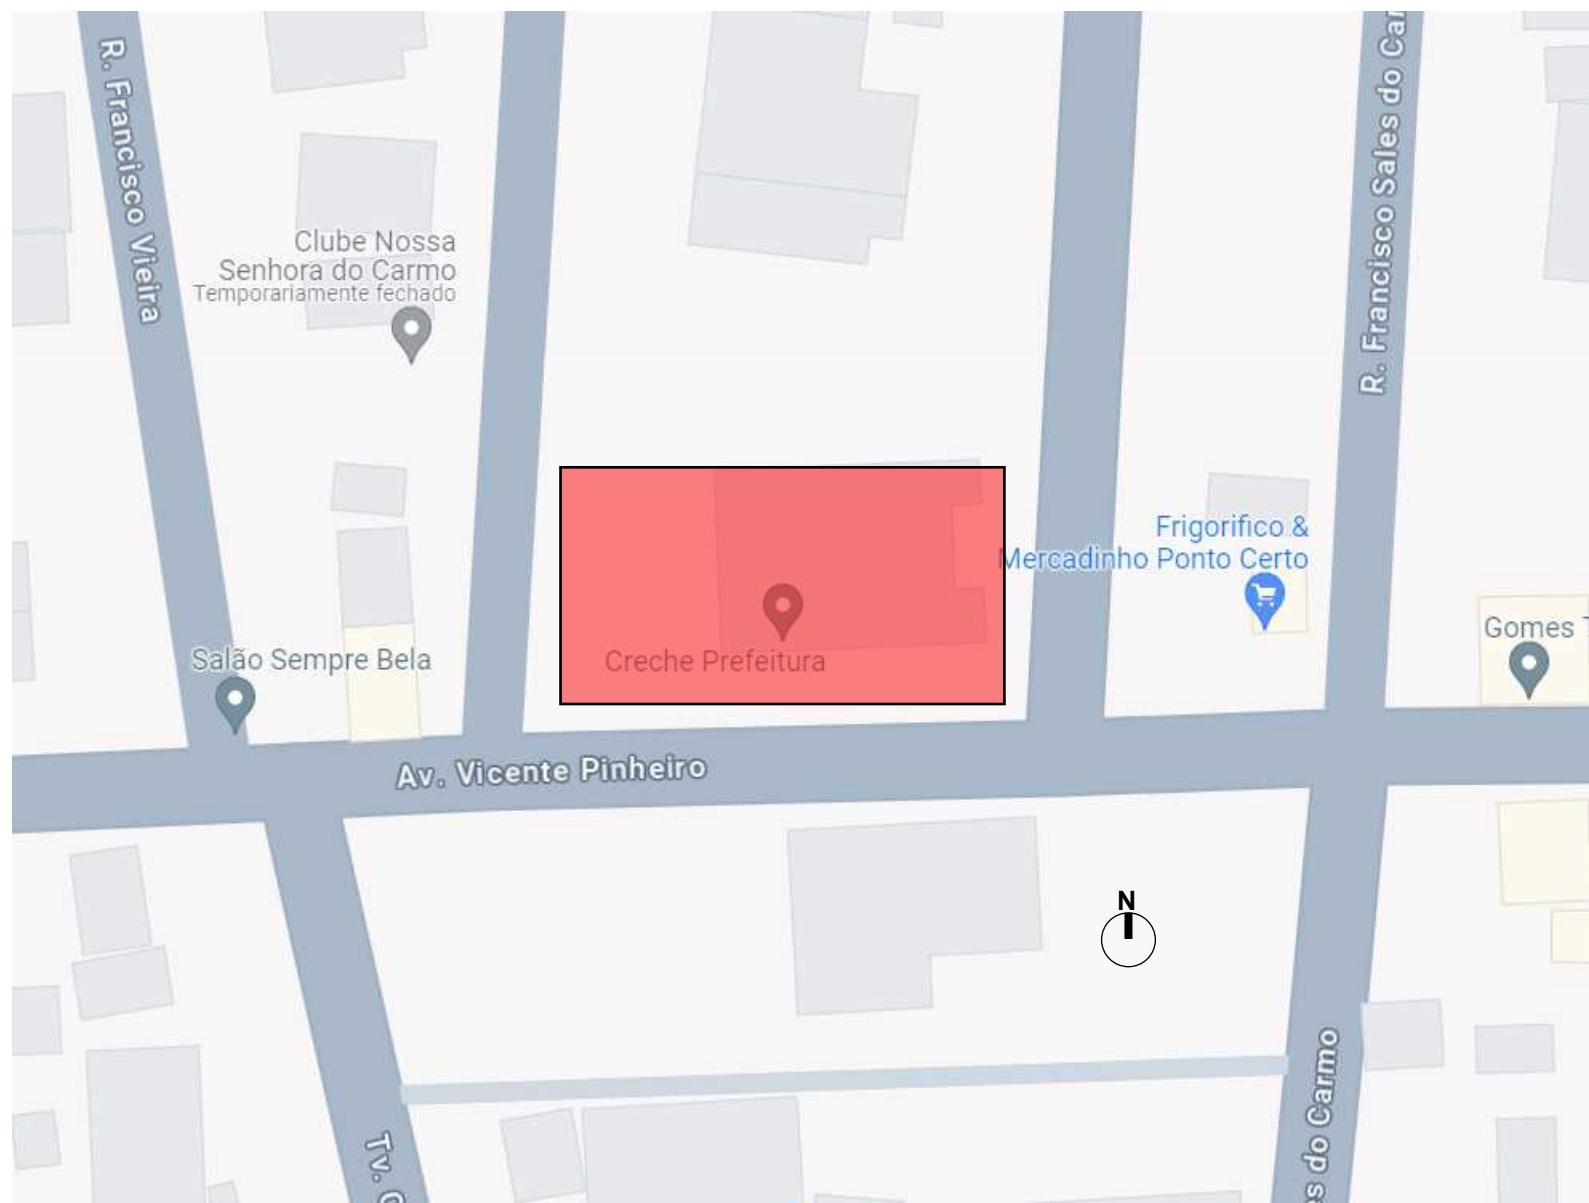 R. Francisco Vieira
R. Francisco Sales do Car
Clube Nossa
Senhora do Carmo
Temporariamente fechado
Frigorifico &
Mercadinho Ponto Certo
Gomes T
Salão Sempre Bela
Creche Prefeitura
Av. Vicente Pinheiro
N
es do Carmo
Tv. C